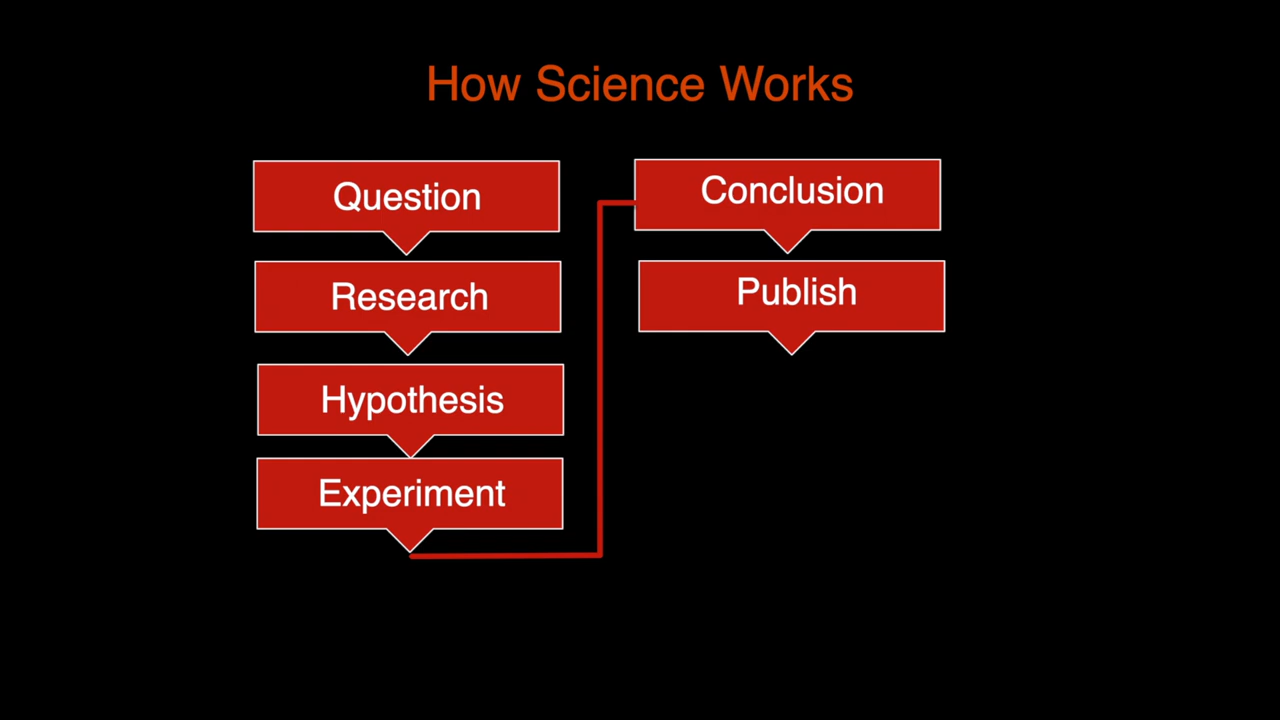 How Science Works
Question
Research
Hypothesis
Experiment
Conclusion
Publish